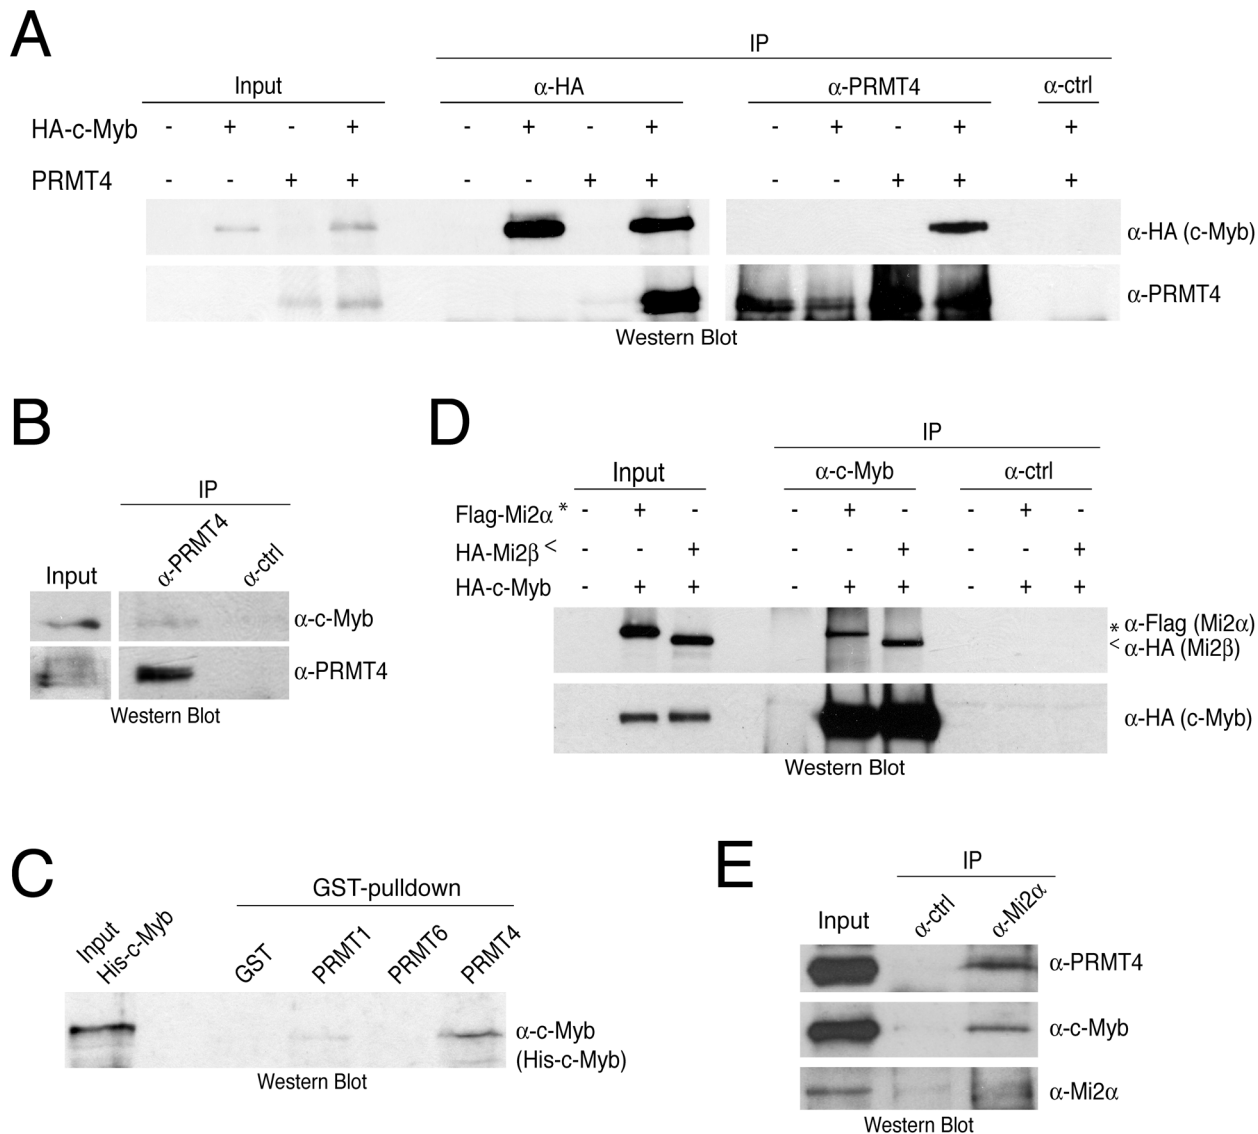 A
IP
Input α-HA α-PRMT4 α-ctrl
HA-c-Myb - + - + - + - + - + - + +
PRMT4 - - + + - - + + - - + + +
α-HA (c-Myb)
α-PRMT4
Western Blot
B
IP
Input α-PRMT4 α-ctrl
α-c-Myb
α-PRMT4
Western Blot
D
IP
Input α-c-Myb α-ctrl
Flag-Mi2α * - + - - + - - + -
HA-Mi2β < - - + - - + - - +
HA-c-Myb - + + - + + - + +
* α-Flag (Mi2α)
< α-HA (Mi2β)
α-HA (c-Myb)
Western Blot
C
GST-pulldown
Input His-c-Myb GST PRMT1 PRMT6 PRMT4
α-c-Myb
(His-c-Myb)
Western Blot
E
IP
Input α-ctrl α-Mi2α
α-PRMT4
α-c-Myb
α-Mi2α
Western Blot